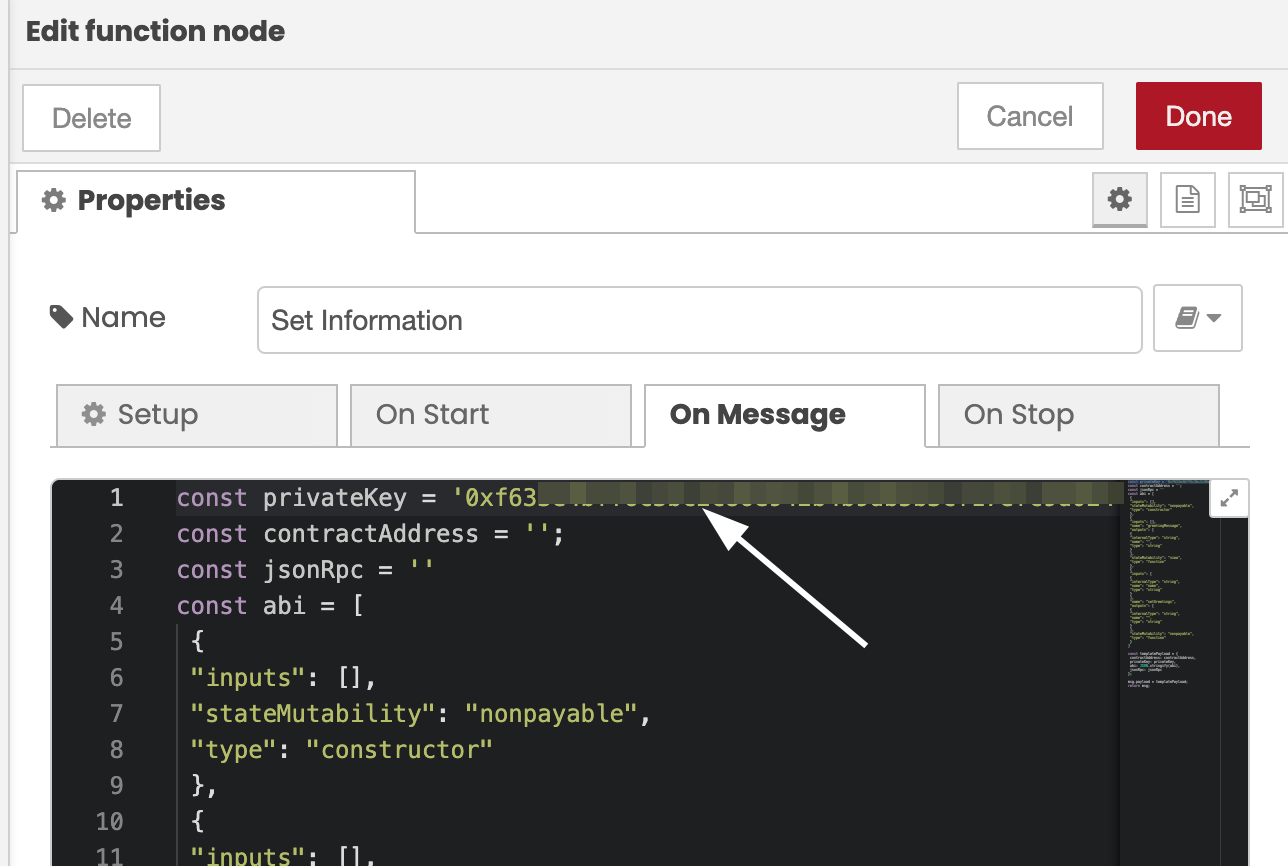 Edit function node
Delete
Cancel
Done
Properties
Name
Set Information
Setup
On Start
On Message
On Stop
1 const privateKey = '0xf63
2 const contractAddress = '';
3 const jsonRpc = ''
4 const abi = [
5 {
6 "inputs": [],
7 "stateMutability": "nonpayable",
8 "type": "constructor"
9 },
10 {
11 "inputs": [],